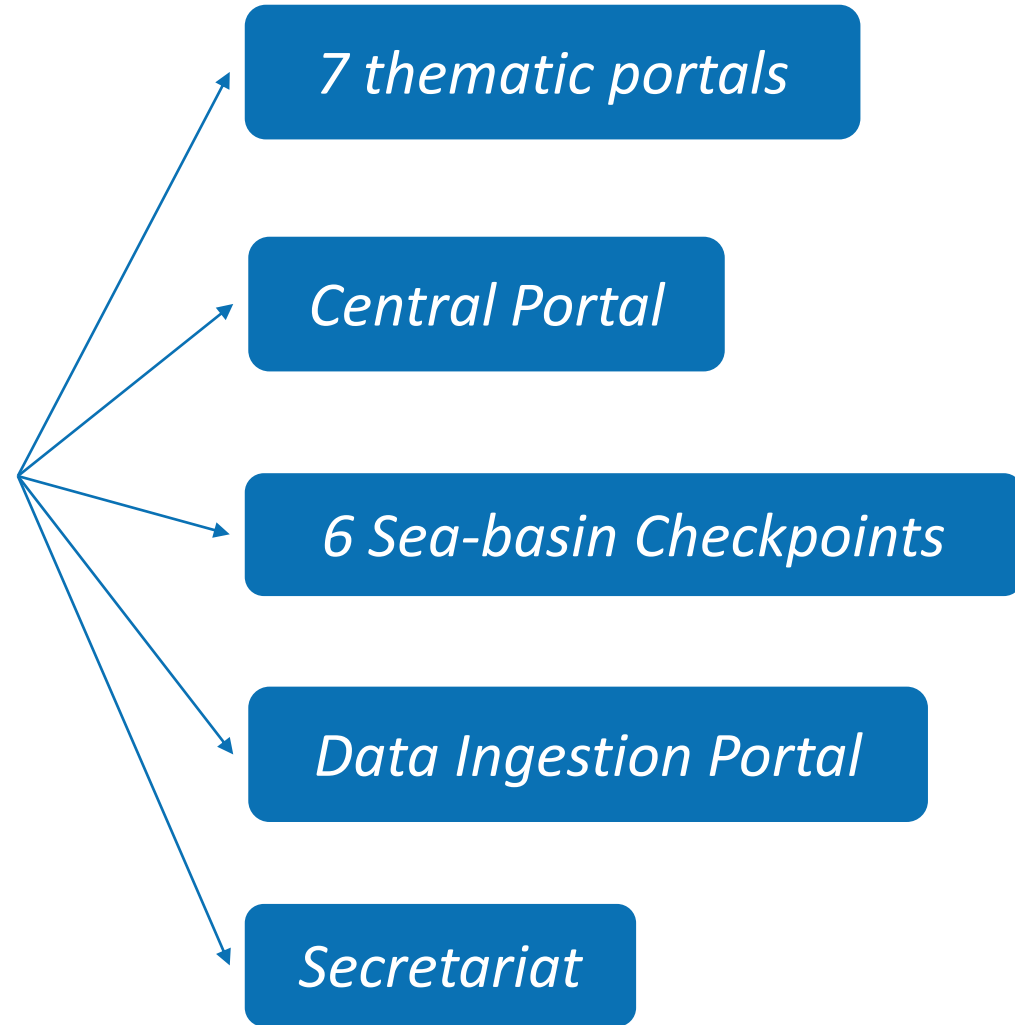 7 thematic portals
Central Portal
6 Sea-basin Checkpoints
Data Ingestion Portal
Secretariat